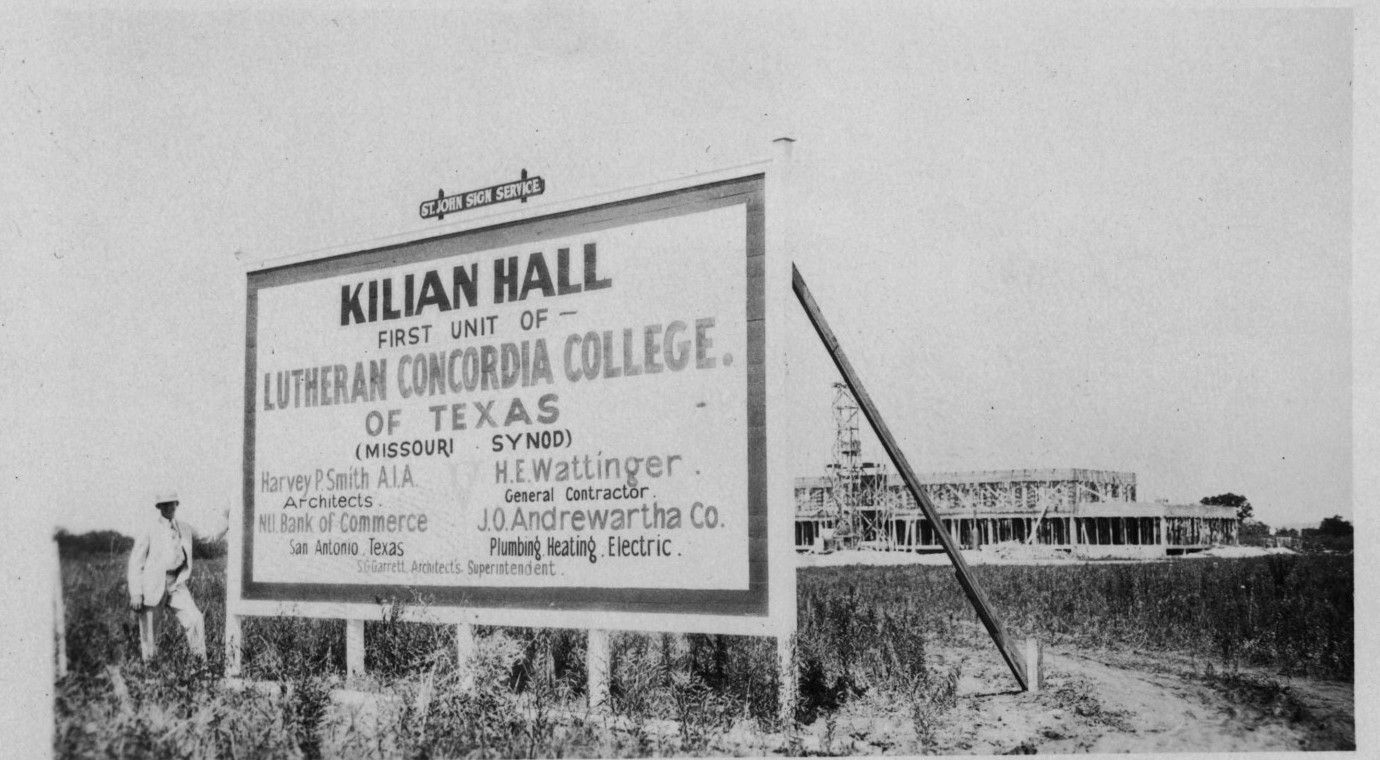 ST. JOHN SIGN SERVICE.
KILIAN HALL
FIRST UNIT OF —
LUTHERAN CONCORDIA COLLEGE.
OF TEXAS
(MISSOURI SYNOD)
Harvey P. Smith A.I.A.
Architects.
Ntl. Bank of Commerce
San Antonio, Texas
H.E. Wattinger.
General Contractor.
J.O. Andrewartha Co.
Plumbing, Heating, Electric.
S.G. Garrett, Architect's Superintendent.